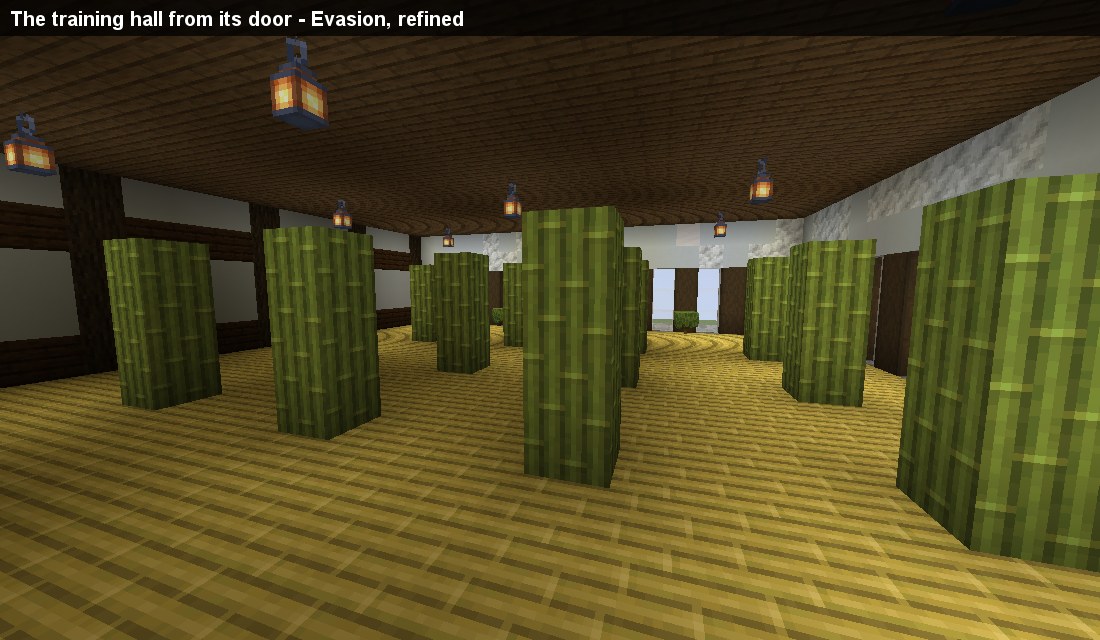 The training hall from its door - Evasion, refined